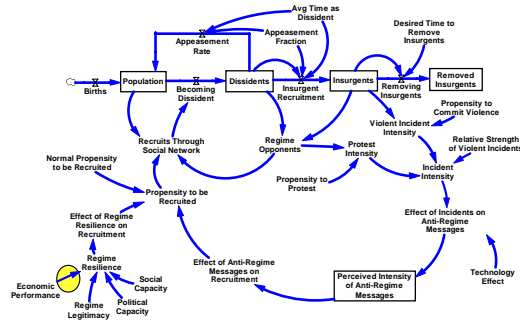 Avg Time as
Dissident
Appeasement
Rate
Appeasement
Fraction
Desired Time to
Remove
Insurgents
Births
Population
Becoming
Dissident
Dissidents
Insurgent
Recruitment
Insurgents
Removing
Insurgents
Removed
Insurgents
Recruits Through
Social Network
Regime
Opponents
Violent Incident
Intensity
Propensity to
Commit Violence
Normal Propensity
to be Recruited
Protest
Intensity
Relative Strength
of Violent Incidents
Propensity to be
Recruited
Propensity to
Protest
Incident
Intensity
Effect of Regime
Resilience on
Recruitment
Effect of Incidents on
Anti-Regime
Messages
Regime
Resilience
Effect of Anti-Regime
Messages on
Recruitment
Technology
Effect
Economic
Performance
Social
Capacity
Perceived Intensity
of Anti-Regime
Messages
Regime
Legitimacy
Political
Capacity